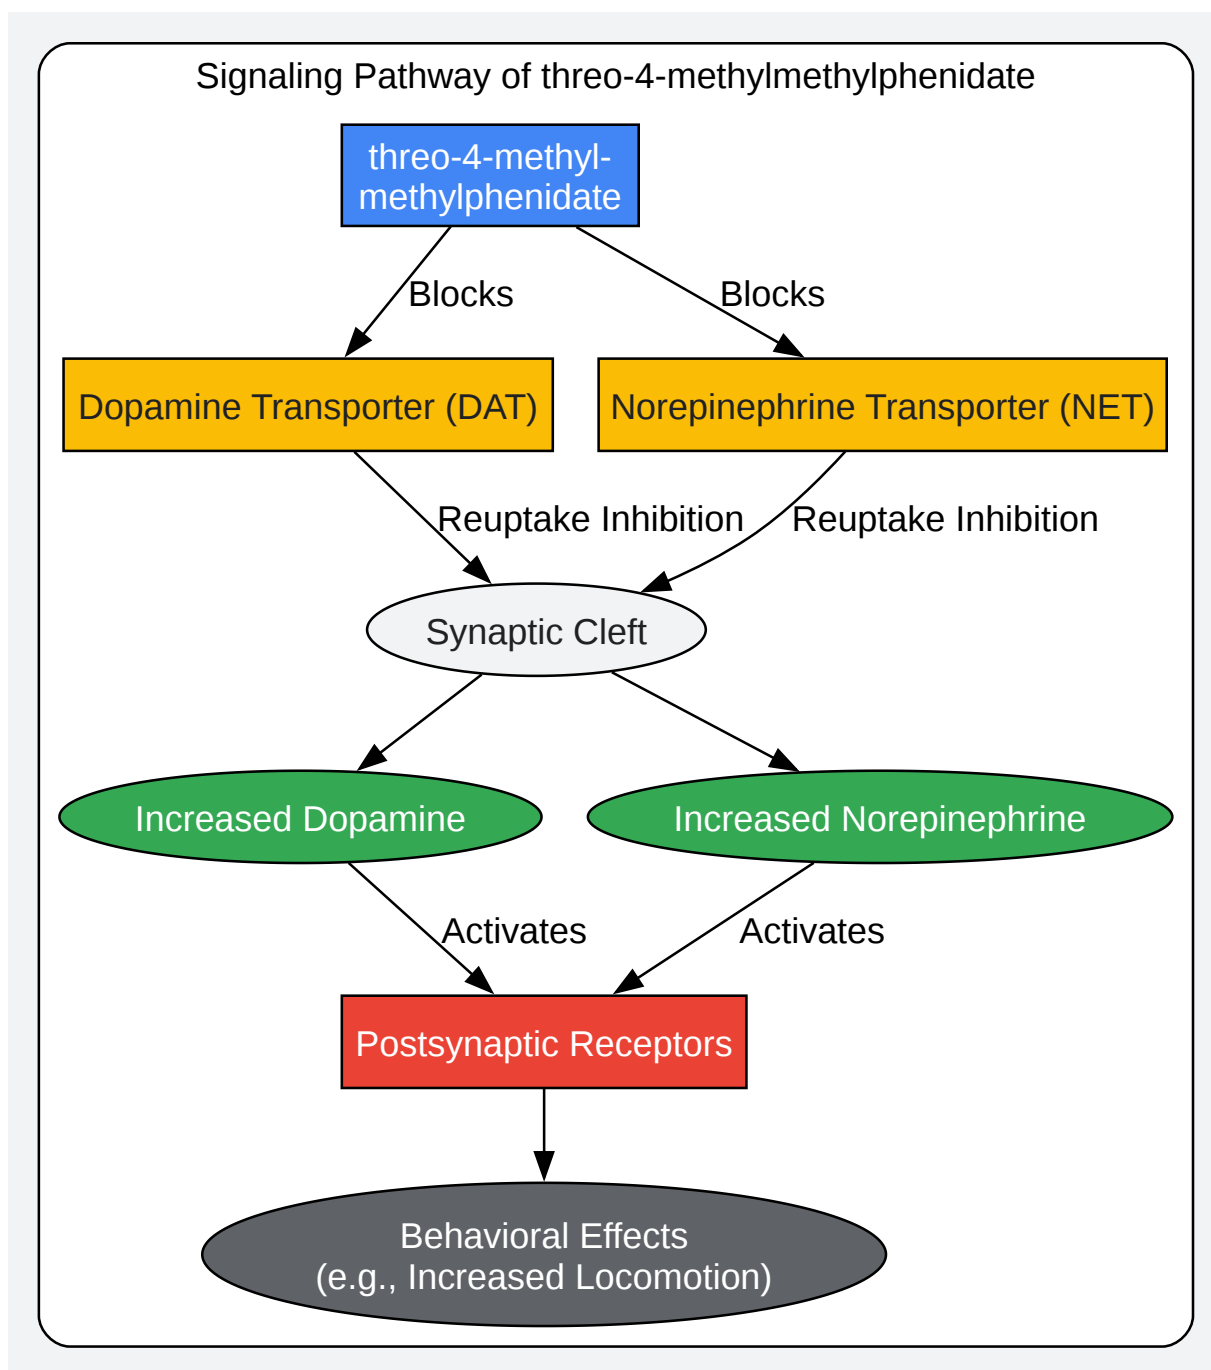 Signaling Pathway of threo-4-methylmethylphenidate
threo-4-methyl-
methylphenidate
Blocks
Blocks
Dopamine Transporter (DAT)
Norepinephrine Transporter (NET)
Reuptake Inhibition
Reuptake Inhibition
Synaptic Cleft
Increased Dopamine
Increased Norepinephrine
Activates
Activates
Postsynaptic Receptors
Behavioral Effects
(e.g., Increased Locomotion)